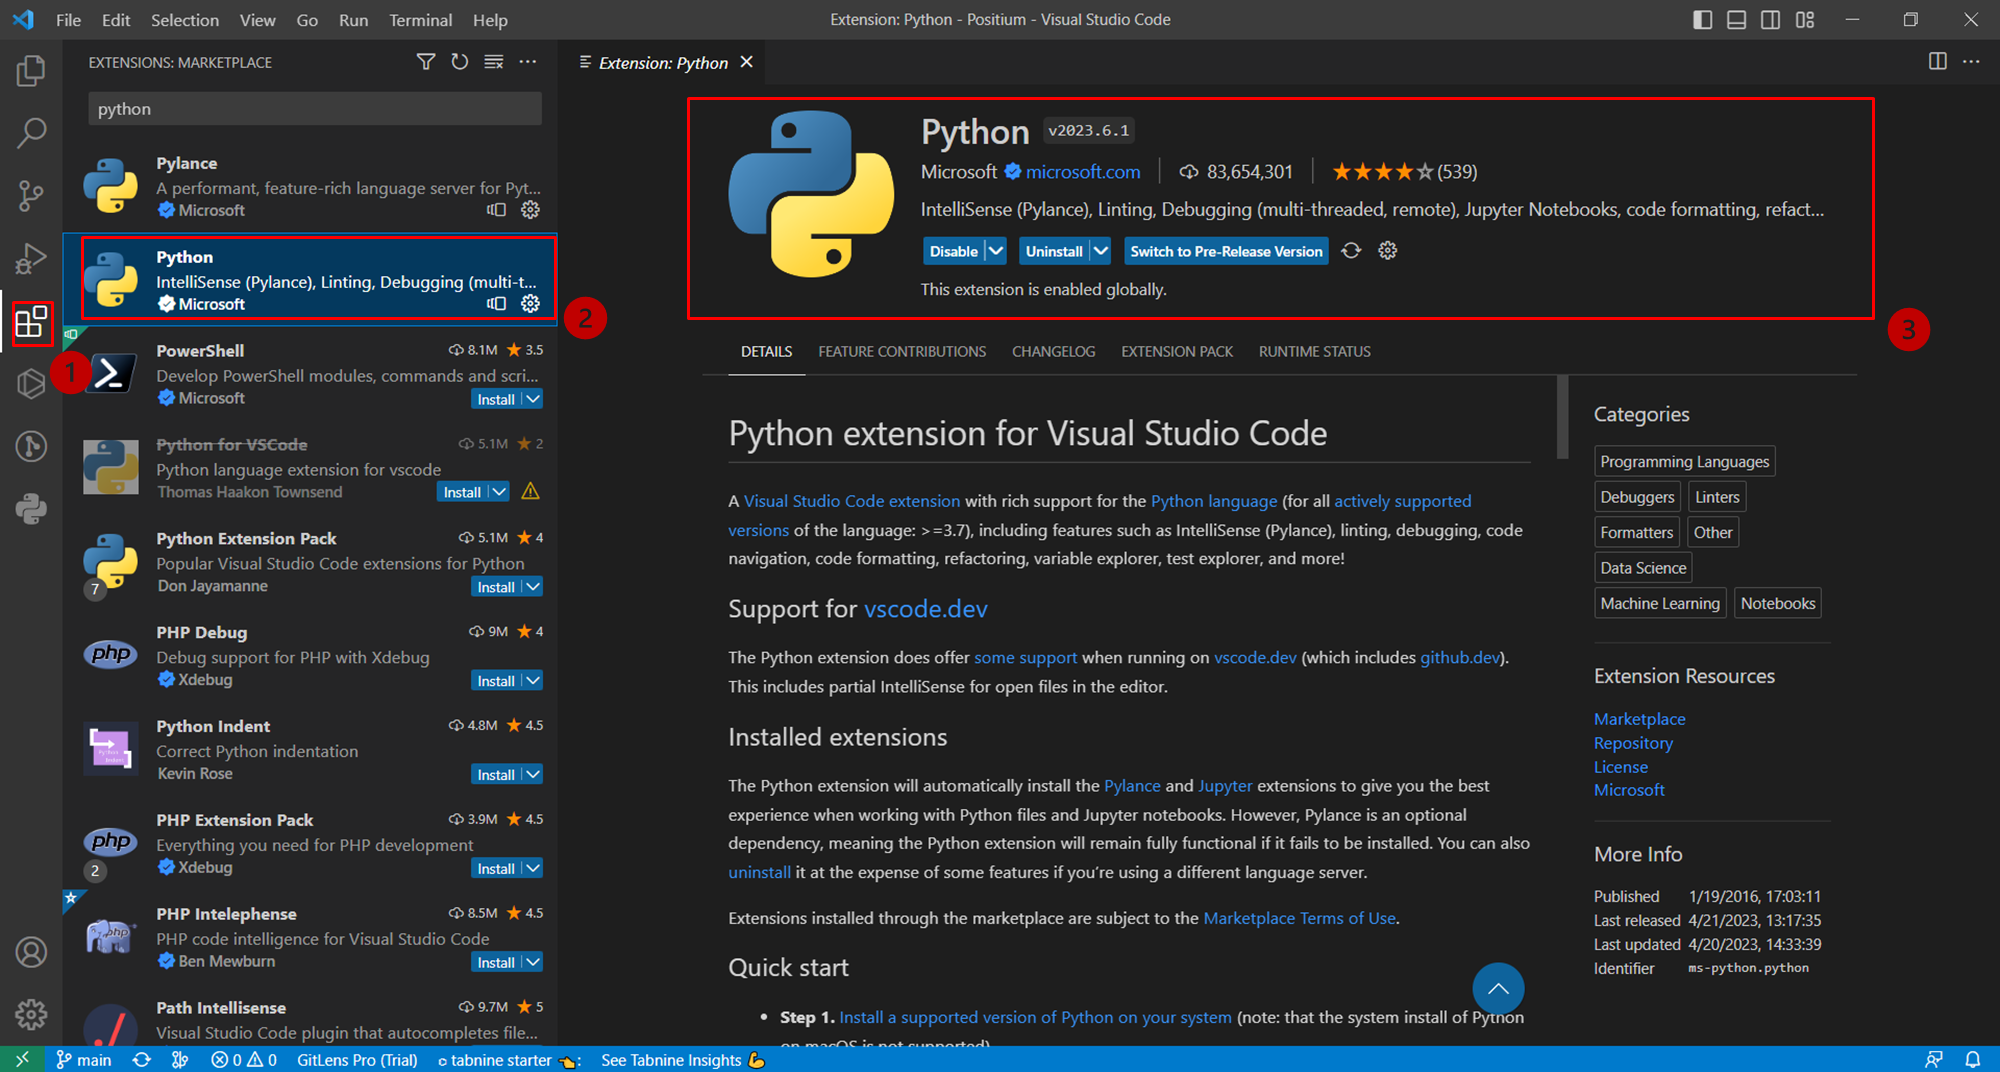 File Edit Selection View Go Run Terminal Help
Extension: Python - Positium - Visual Studio Code
EXTENSIONS: MARKETPLACE
python
Pylance
A performant, feature-rich language server for Pyt...
Microsoft
Python
IntelliSense (Pylance), Linting, Debugging (multi-t...
Microsoft
1
2
PowerShell 8.1M 3.5
Develop PowerShell modules, commands and scri...
Microsoft Install
Python for VSCode 5.1M 2
Python language extension for vscode
Thomas Haakon Townsend Install
Python Extension Pack 5.1M 4
Popular Visual Studio Code extensions for Python
Don Jayamanne Install
7
PHP Debug 9M 4
php
Debug support for PHP with Xdebug
Xdebug Install
Python Indent 4.8M 4.5
Correct Python indentation
Kevin Rose Install
PHP Extension Pack 3.9M 4.5
php
Everything you need for PHP development
Xdebug Install
2
PHP Intelephense 8.5M 4.5
php
PHP code intelligence for Visual Studio Code
Ben Mewburn Install
Path Intellisense 9.7M 5
Visual Studio Code plugin that autocompletes file...
Extension: Python
Python v2023.6.1
Microsoft microsoft.com 83,654,301 (539)
IntelliSense (Pylance), Linting, Debugging (multi-threaded, remote), Jupyter Notebooks, code formatting, refact...
Disable Uninstall Switch to Pre-Release Version
This extension is enabled globally.
3
DETAILS FEATURE CONTRIBUTIONS CHANGELOG EXTENSION PACK RUNTIME STATUS
Python extension for Visual Studio Code
A Visual Studio Code extension with rich support for the Python language (for all actively supported
versions of the language: >=3.7), including features such as IntelliSense (Pylance), linting, debugging, code
navigation, code formatting, refactoring, variable explorer, test explorer, and more!
Support for vscode.dev
The Python extension does offer some support when running on vscode.dev (which includes github.dev).
This includes partial IntelliSense for open files in the editor.
Installed extensions
The Python extension will automatically install the Pylance and Jupyter extensions to give you the best
experience when working with Python files and Jupyter notebooks. However, Pylance is an optional
dependency, meaning the Python extension will remain fully functional if it fails to be installed. You can also
uninstall it at the expense of some features if you're using a different language server.
Extensions installed through the marketplace are subject to the Marketplace Terms of Use.
Quick start
• Step 1. Install a supported version of Python on your system (note: that the system install of Python
on macOS is not supported)
Categories
Programming Languages
Debuggers Linters
Formatters Other
Data Science
Machine Learning Notebooks
Extension Resources
Marketplace
Repository
License
Microsoft
More Info
Published 1/19/2016, 17:03:11
Last released 4/21/2023, 13:17:35
Last updated 4/20/2023, 14:33:39
Identifier ms-python.python
main 0 0 GitLens Pro (Trial) tabnine starter : See Tabnine Insights